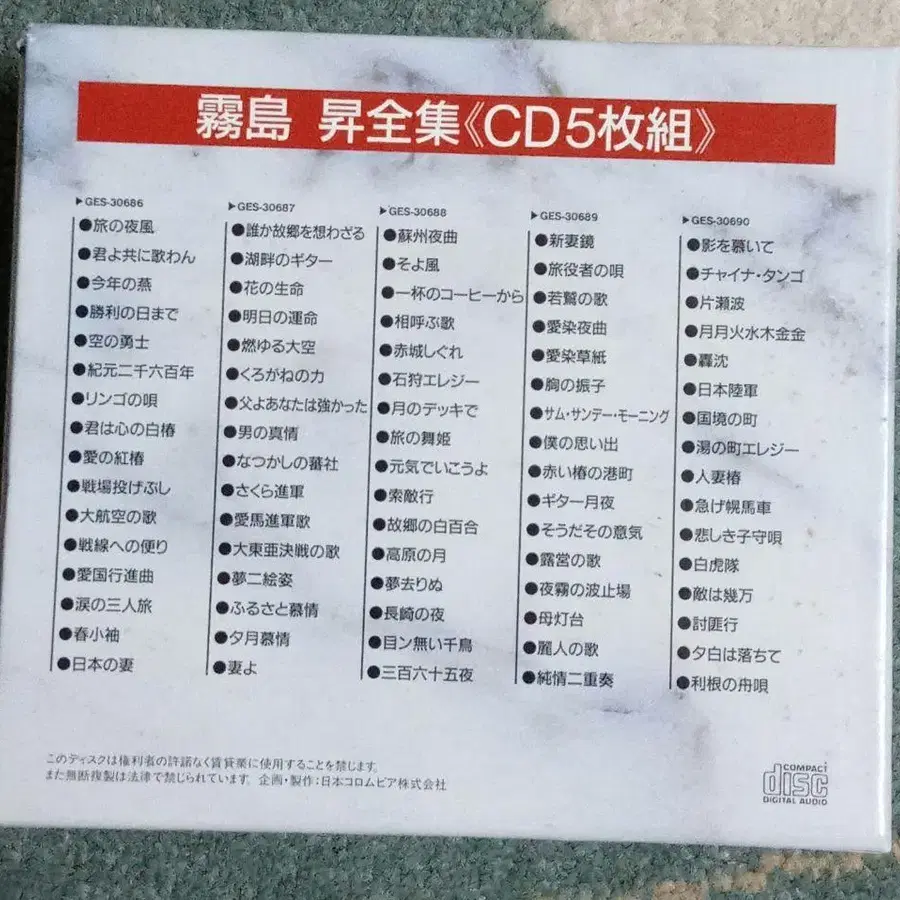 霧島 昇全集《CD5枚組》
▶GES-30686
●旅の夜風
●君よ共に歌わん
●今年の燕
●勝利の日まで
●空の勇士
●紀元二千六百年
●リンゴの唄
●君は心の白椿
●愛の紅椿
●戦場投げぶし
●大航空の歌
●戦線への便り
●愛国行進曲
●涙の三人旅
●春小袖
●日本の妻
▶GES-30687
●誰か故郷を想わざる
●湖畔のギター
●花の生命
●明日の運命
●燃ゆる大空
●くろがねの力
●父よあなたは強かった
●男の真情
●なつかしの蕃社
●さくら進軍
●愛馬進軍歌
●大東亜決戦の歌
●夢二絵姿
●ふるさと慕情
●夕月慕情
●妻よ
▶GES-30688
●蘇州夜曲
●そよ風
●一杯のコーヒーから
●相呼ぶ歌
●赤城しぐれ
●石狩エレジー
●月のデッキで
●旅の舞姫
●元気でいこうよ
●索敵行
●故郷の白百合
●高原の月
●夢去りぬ
●長崎の夜
●目ン無い千鳥
●三百六十五夜
▶GES-30689
●新妻鏡
●旅役者の唄
●若鷲の歌
●愛染夜曲
●愛染草紙
●胸の振子
●サム・サンデー・モーニング
●僕の思い出
●赤い椿の港町
●ギター月夜
●そうだその意気
●露営の歌
●夜霧の波止場
●母灯台
●麗人の歌
●純情二重奏
▶GES-30690
●影を慕いて
●チャイナ・タンゴ
●片瀬波
●月月火水木金金
●轟沈
●日本陸軍
●国境の町
●湯の町エレジー
●人妻椿
●急げ幌馬車
●悲しき子守唄
●白虎隊
●敵は幾万
●討匪行
●夕白は落ちて
●利根の舟唄
このディスクは権利者の許諾なく賃貸業に使用することを禁じます。
また無断複製は法律で禁じられています。企画・製作:日本コロムビア株式会社
COMPACT
disc
DIGITAL AUDIO